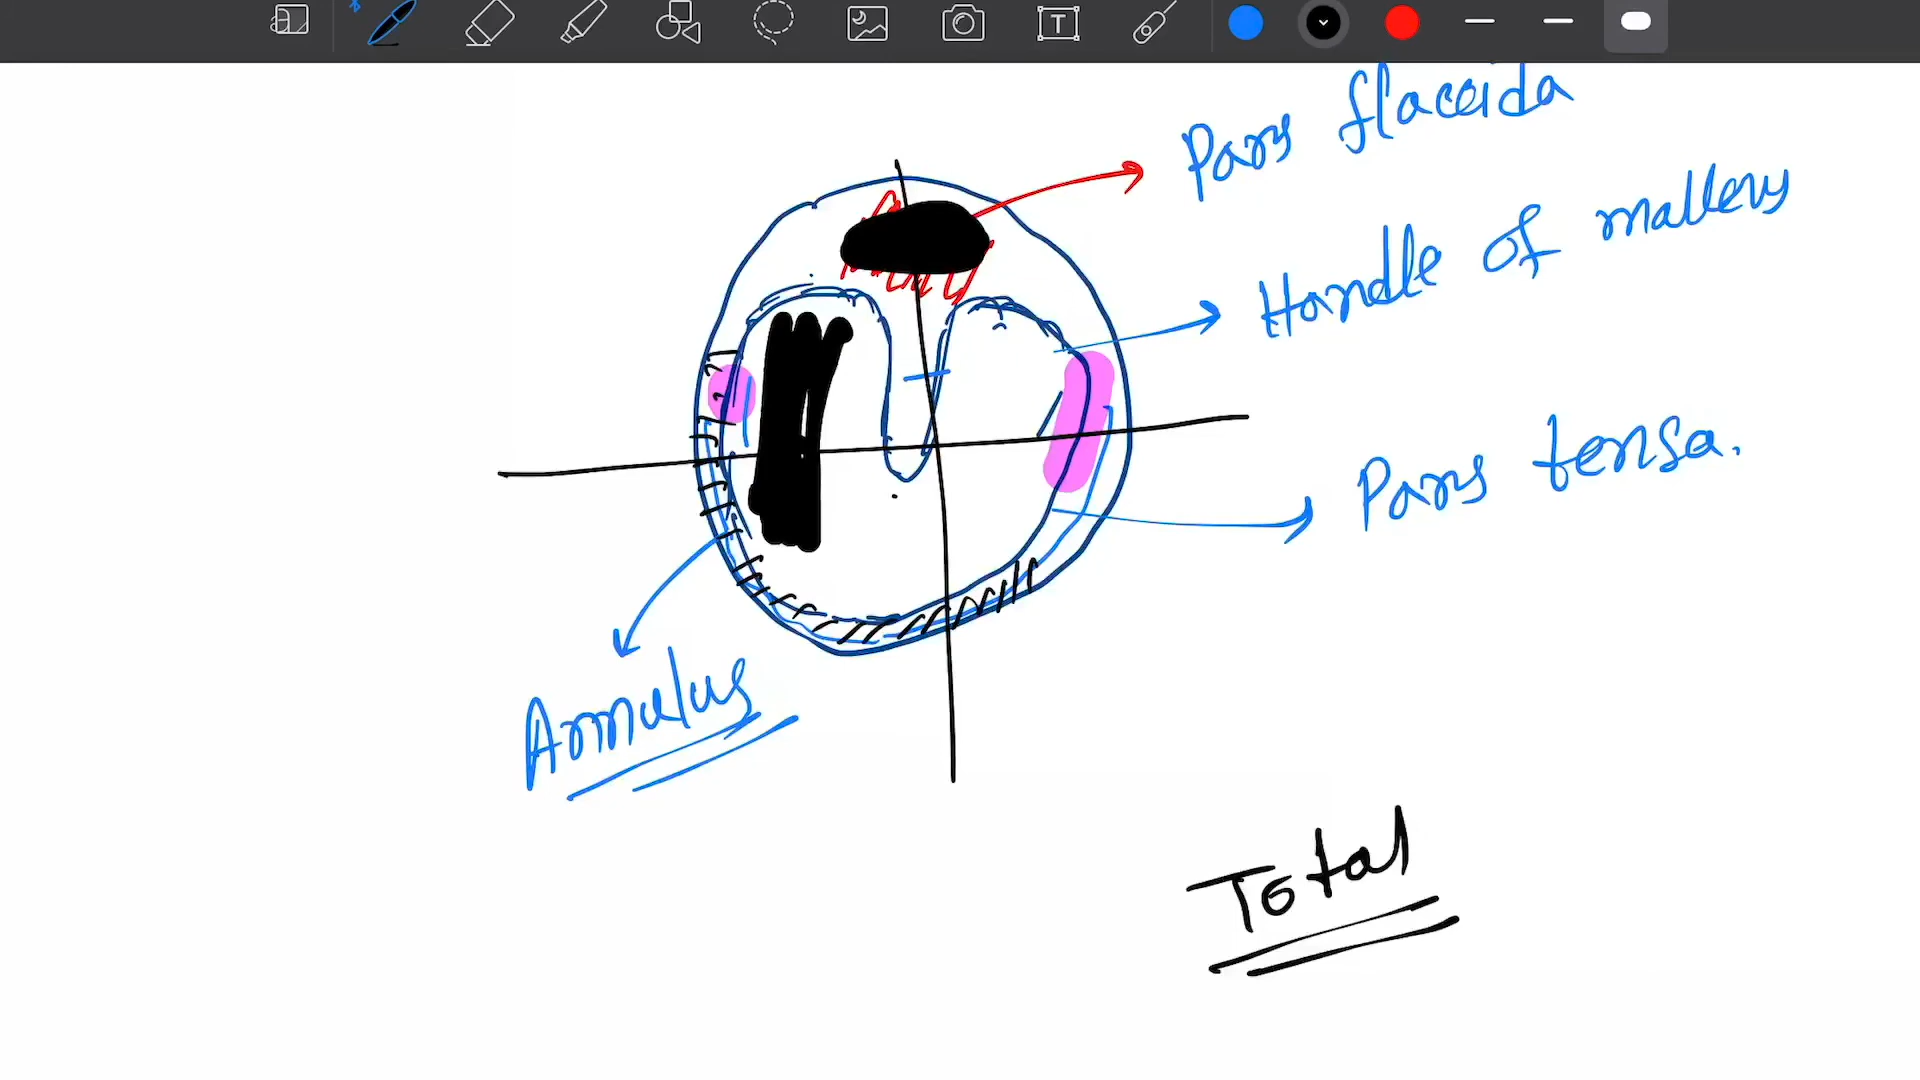 Pars flaccida
Handle of malleus
Pars tensa.
Annulus
Total